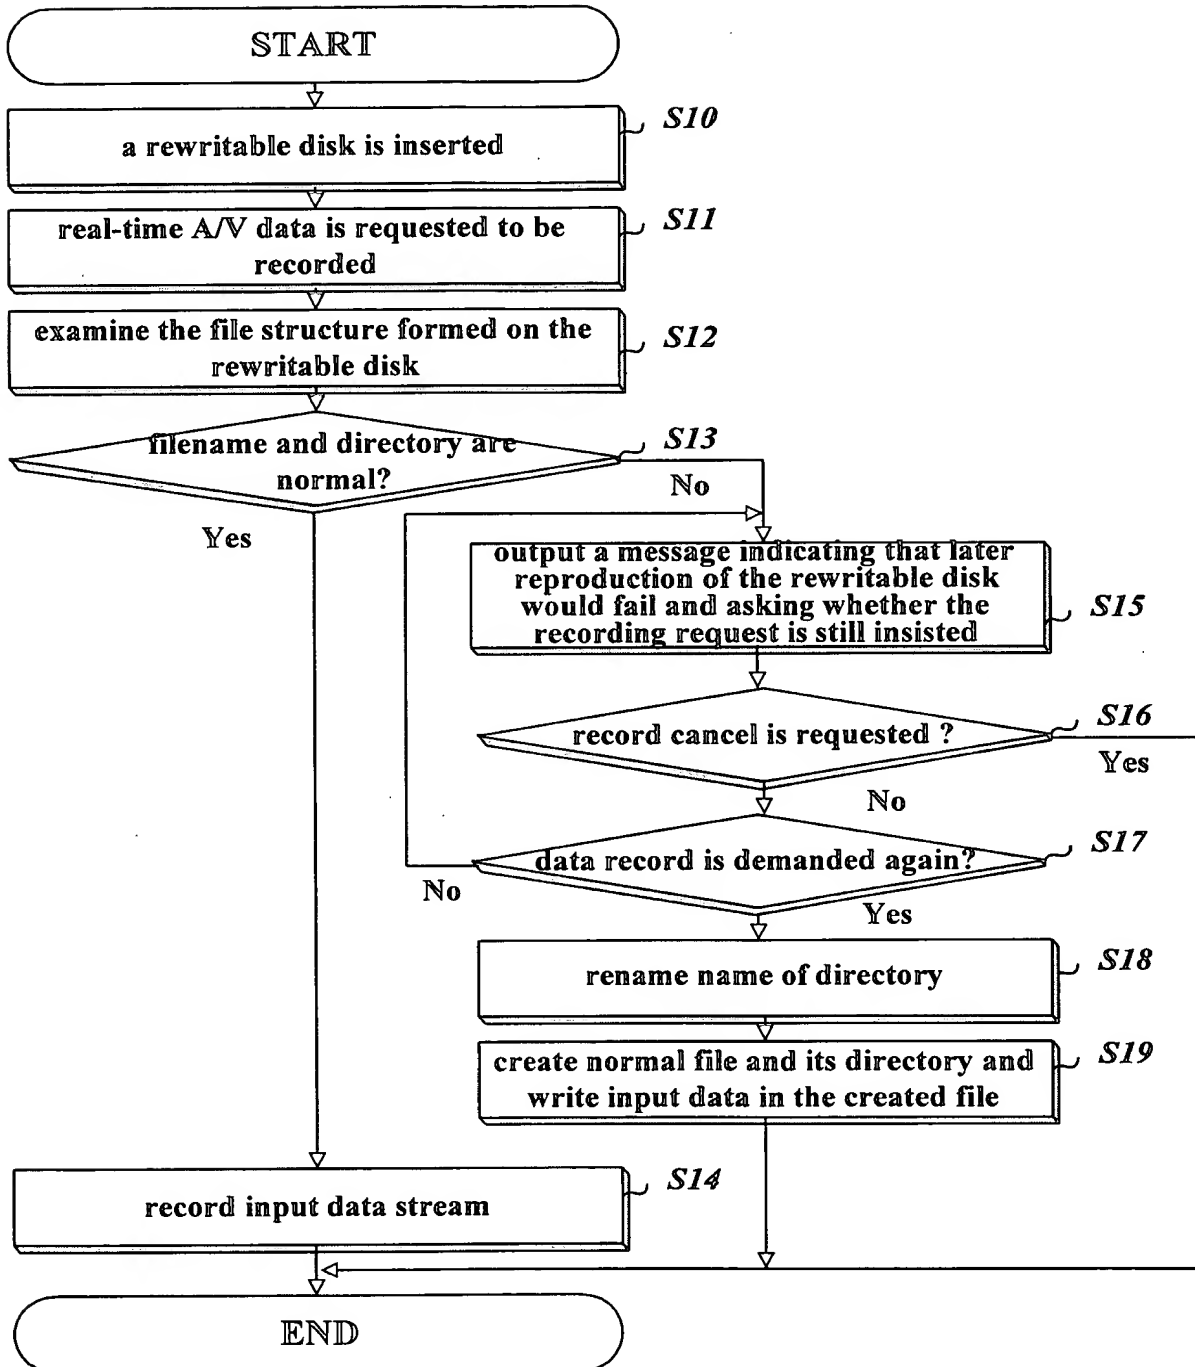 START
S10
a rewritable disk is inserted
S11
real-time A/V data is requested to be
recorded
S12
examine the file structure formed on the
rewritable disk
S13
filename and directory are
normal?
No
Yes
output a message indicating that later
reproduction of the rewritable disk
would fail and asking whether the
recording request is still insisted
S15
S16
record cancel is requested ?
Yes
No
S17
data record is demanded again?
No
Yes
S18
rename name of directory
S19
create normal file and its directory and
write input data in the created file
S14
record input data stream
END